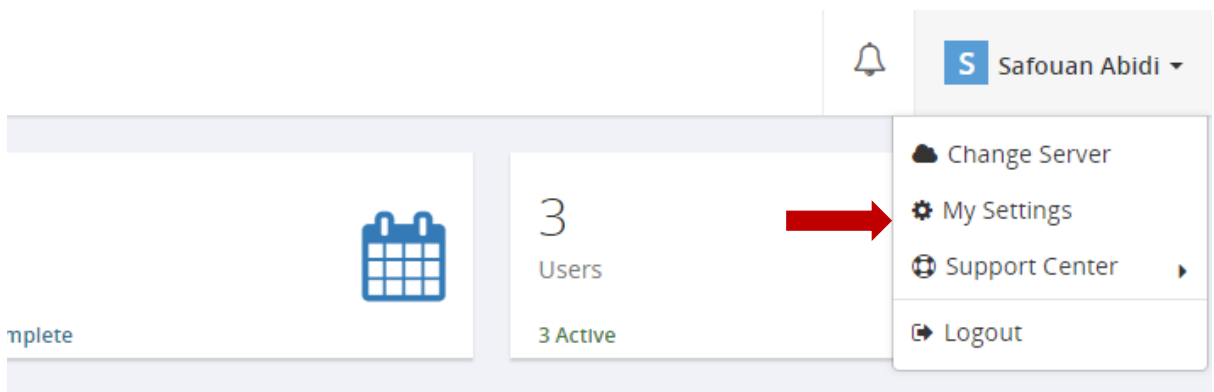 S Safouan Abidi
Change Server
My Settings
Support Center
Logout
3
Users
3 Active
mplete